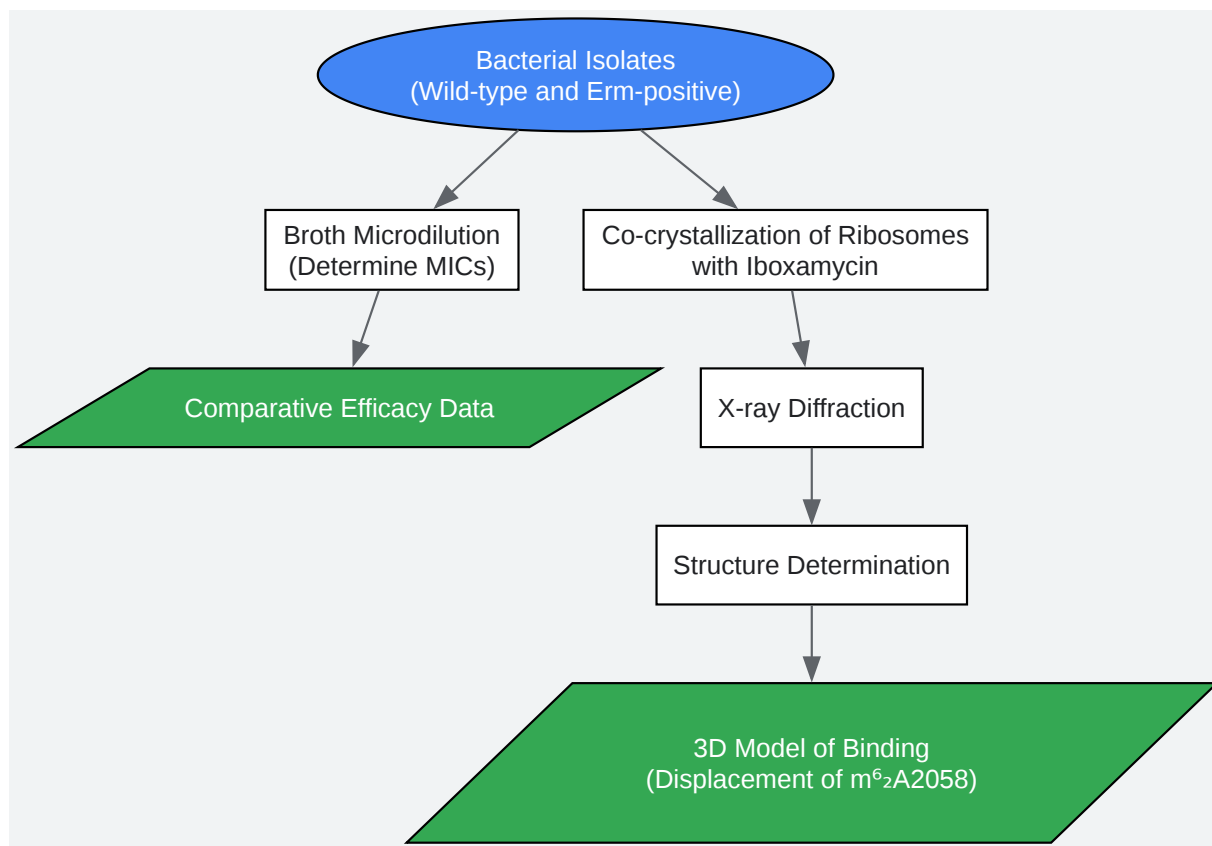 Bacterial Isolates
(Wild-type and Erm-positive)
Broth Microdilution
(Determine MICs)
Co-crystallization of Ribosomes
with Iboxamycin
Comparative Efficacy Data
X-ray Diffraction
Structure Determination
3D Model of Binding
(Displacement of m⁶₂A2058)